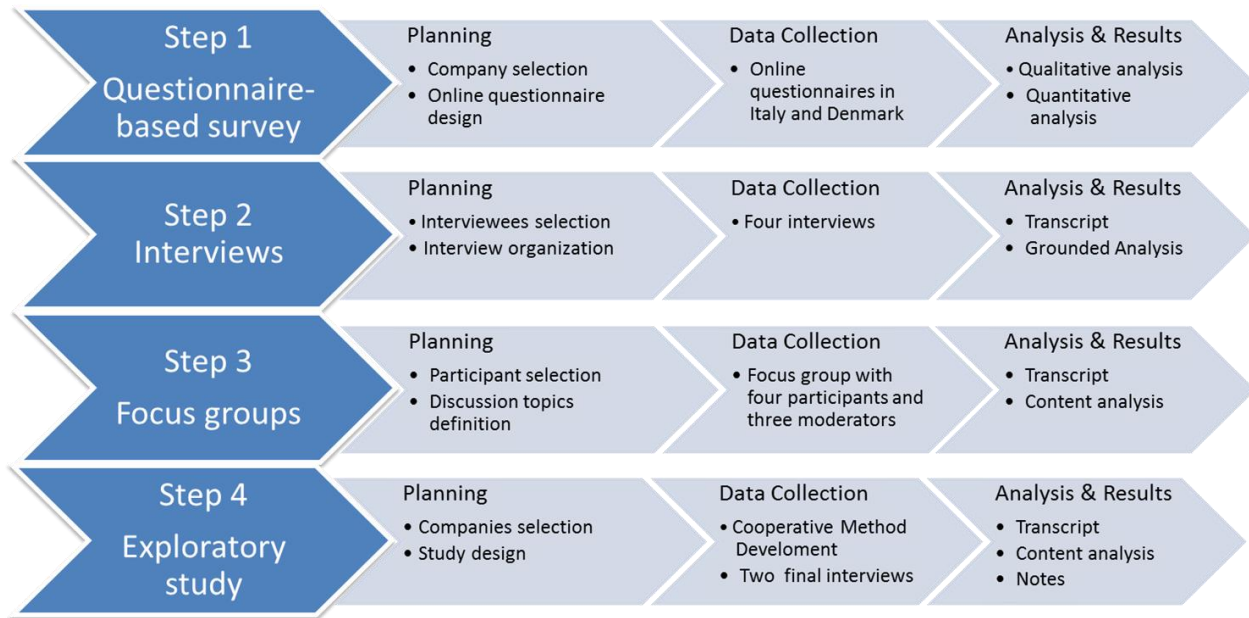 Step 1
Questionnaire-
based survey
Planning
• Company selection
• Online questionnaire
design
Data Collection
• Online
questionnaires in
Italy and Denmark
Analysis & Results
• Qualitative analysis
• Quantitative
analysis
Step 2
Interviews
Planning
• Interviewees selection
• Interview organization
Data Collection
• Four interviews
Analysis & Results
• Transcript
• Grounded Analysis
Step 3
Focus groups
Planning
• Participant selection
• Discussion topics
definition
Data Collection
• Focus group with
four participants and
three moderators
Analysis & Results
• Transcript
• Content analysis
Step 4
Exploratory
study
Planning
• Companies selection
• Study design
Data Collection
• Cooperative Method
Develoment
• Two final interviews
Analysis & Results
• Transcript
• Content analysis
• Notes